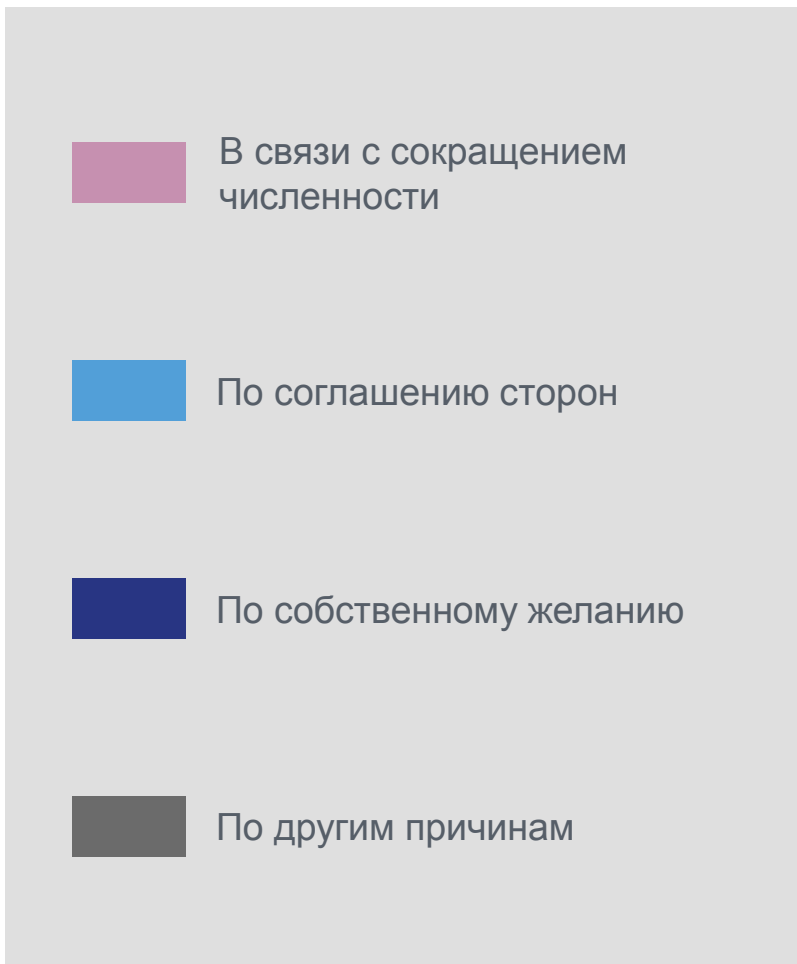 В связи с сокращением
численности
По соглашению сторон
По собственному желанию
По другим причинам